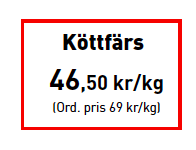 Köttfärs
46,50 kr/kg
(Ord. pris 69 kr/kg)